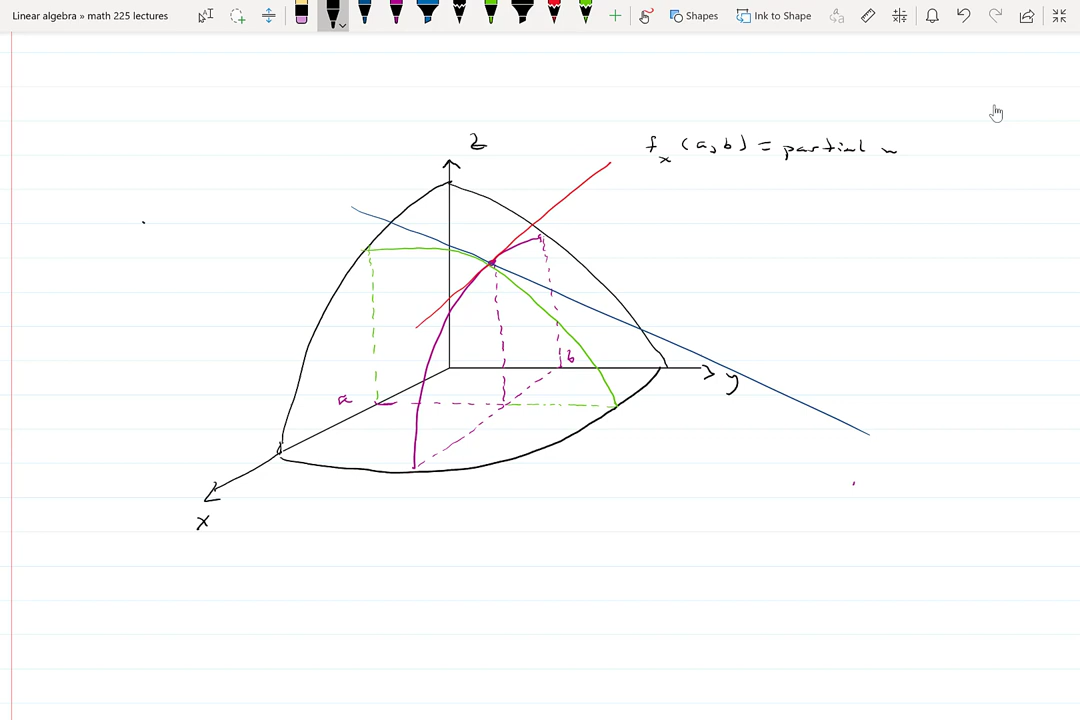 Linear algebra » math 225 lectures
Shapes
Ink to Shape
z
f_x (a,b) = partial
b
a
y
x